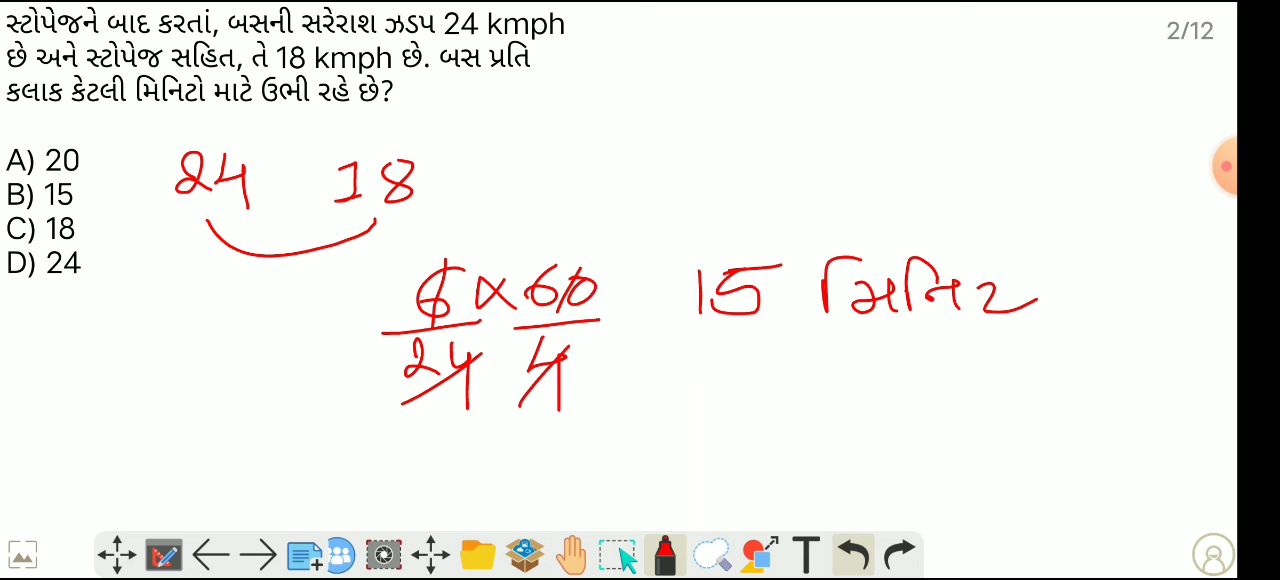 સ્ટોપેજને બાદ કરતાં, બસની સરેરાશ ઝડપ 24 kmph
2/12
છે અને સ્ટોપેજ સહિત, તે 18 kmph છે. બસ પ્રતિ
કલાક કેટલી મિનિટો માટે ઉભી રહે છે?
A) 20
B) 15
C) 18
D) 24
24 18
6 × 60
24 4
15 મિનિટ
T